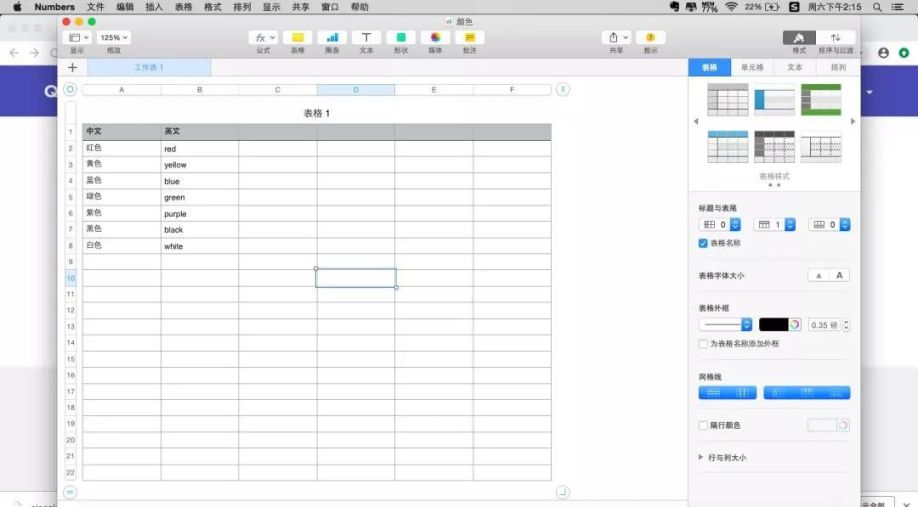 Numbers 文件 编辑 插入 表格 格式 排列 显示 共享 窗口 帮助 77% 22% 周六下午2:15
颜色
125%
显示 缩放 公式 表格 图表 文本 形状 媒体 批注 共享 提示 格式 排序与过滤
工作表 1
表格 单元格 文本 排列
A B C D E F
表格 1
1 中文 英文
2 红色 red
3 黄色 yellow
4 蓝色 blue
5 绿色 green
6 紫色 purple
7 黑色 black
8 白色 white
9
10
11
12
13
14
15
16
17
18
19
20
21
22
表格样式
标题与表尾
0 1 0
表格名称
表格字体大小 A A
表格外框
0.35 磅
为表格名称添加外框
网格线
隔行颜色
行与列大小